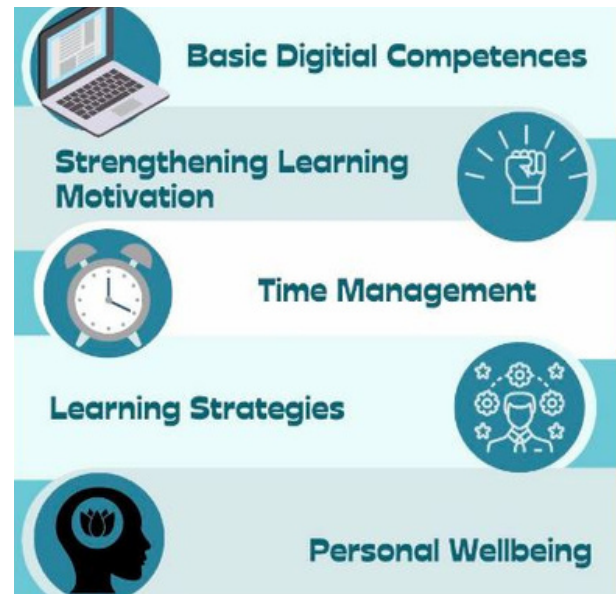 Basic Digitial Competences
Strengthening Learning
Motivation
Time Management
Learning Strategies
Personal Wellbeing